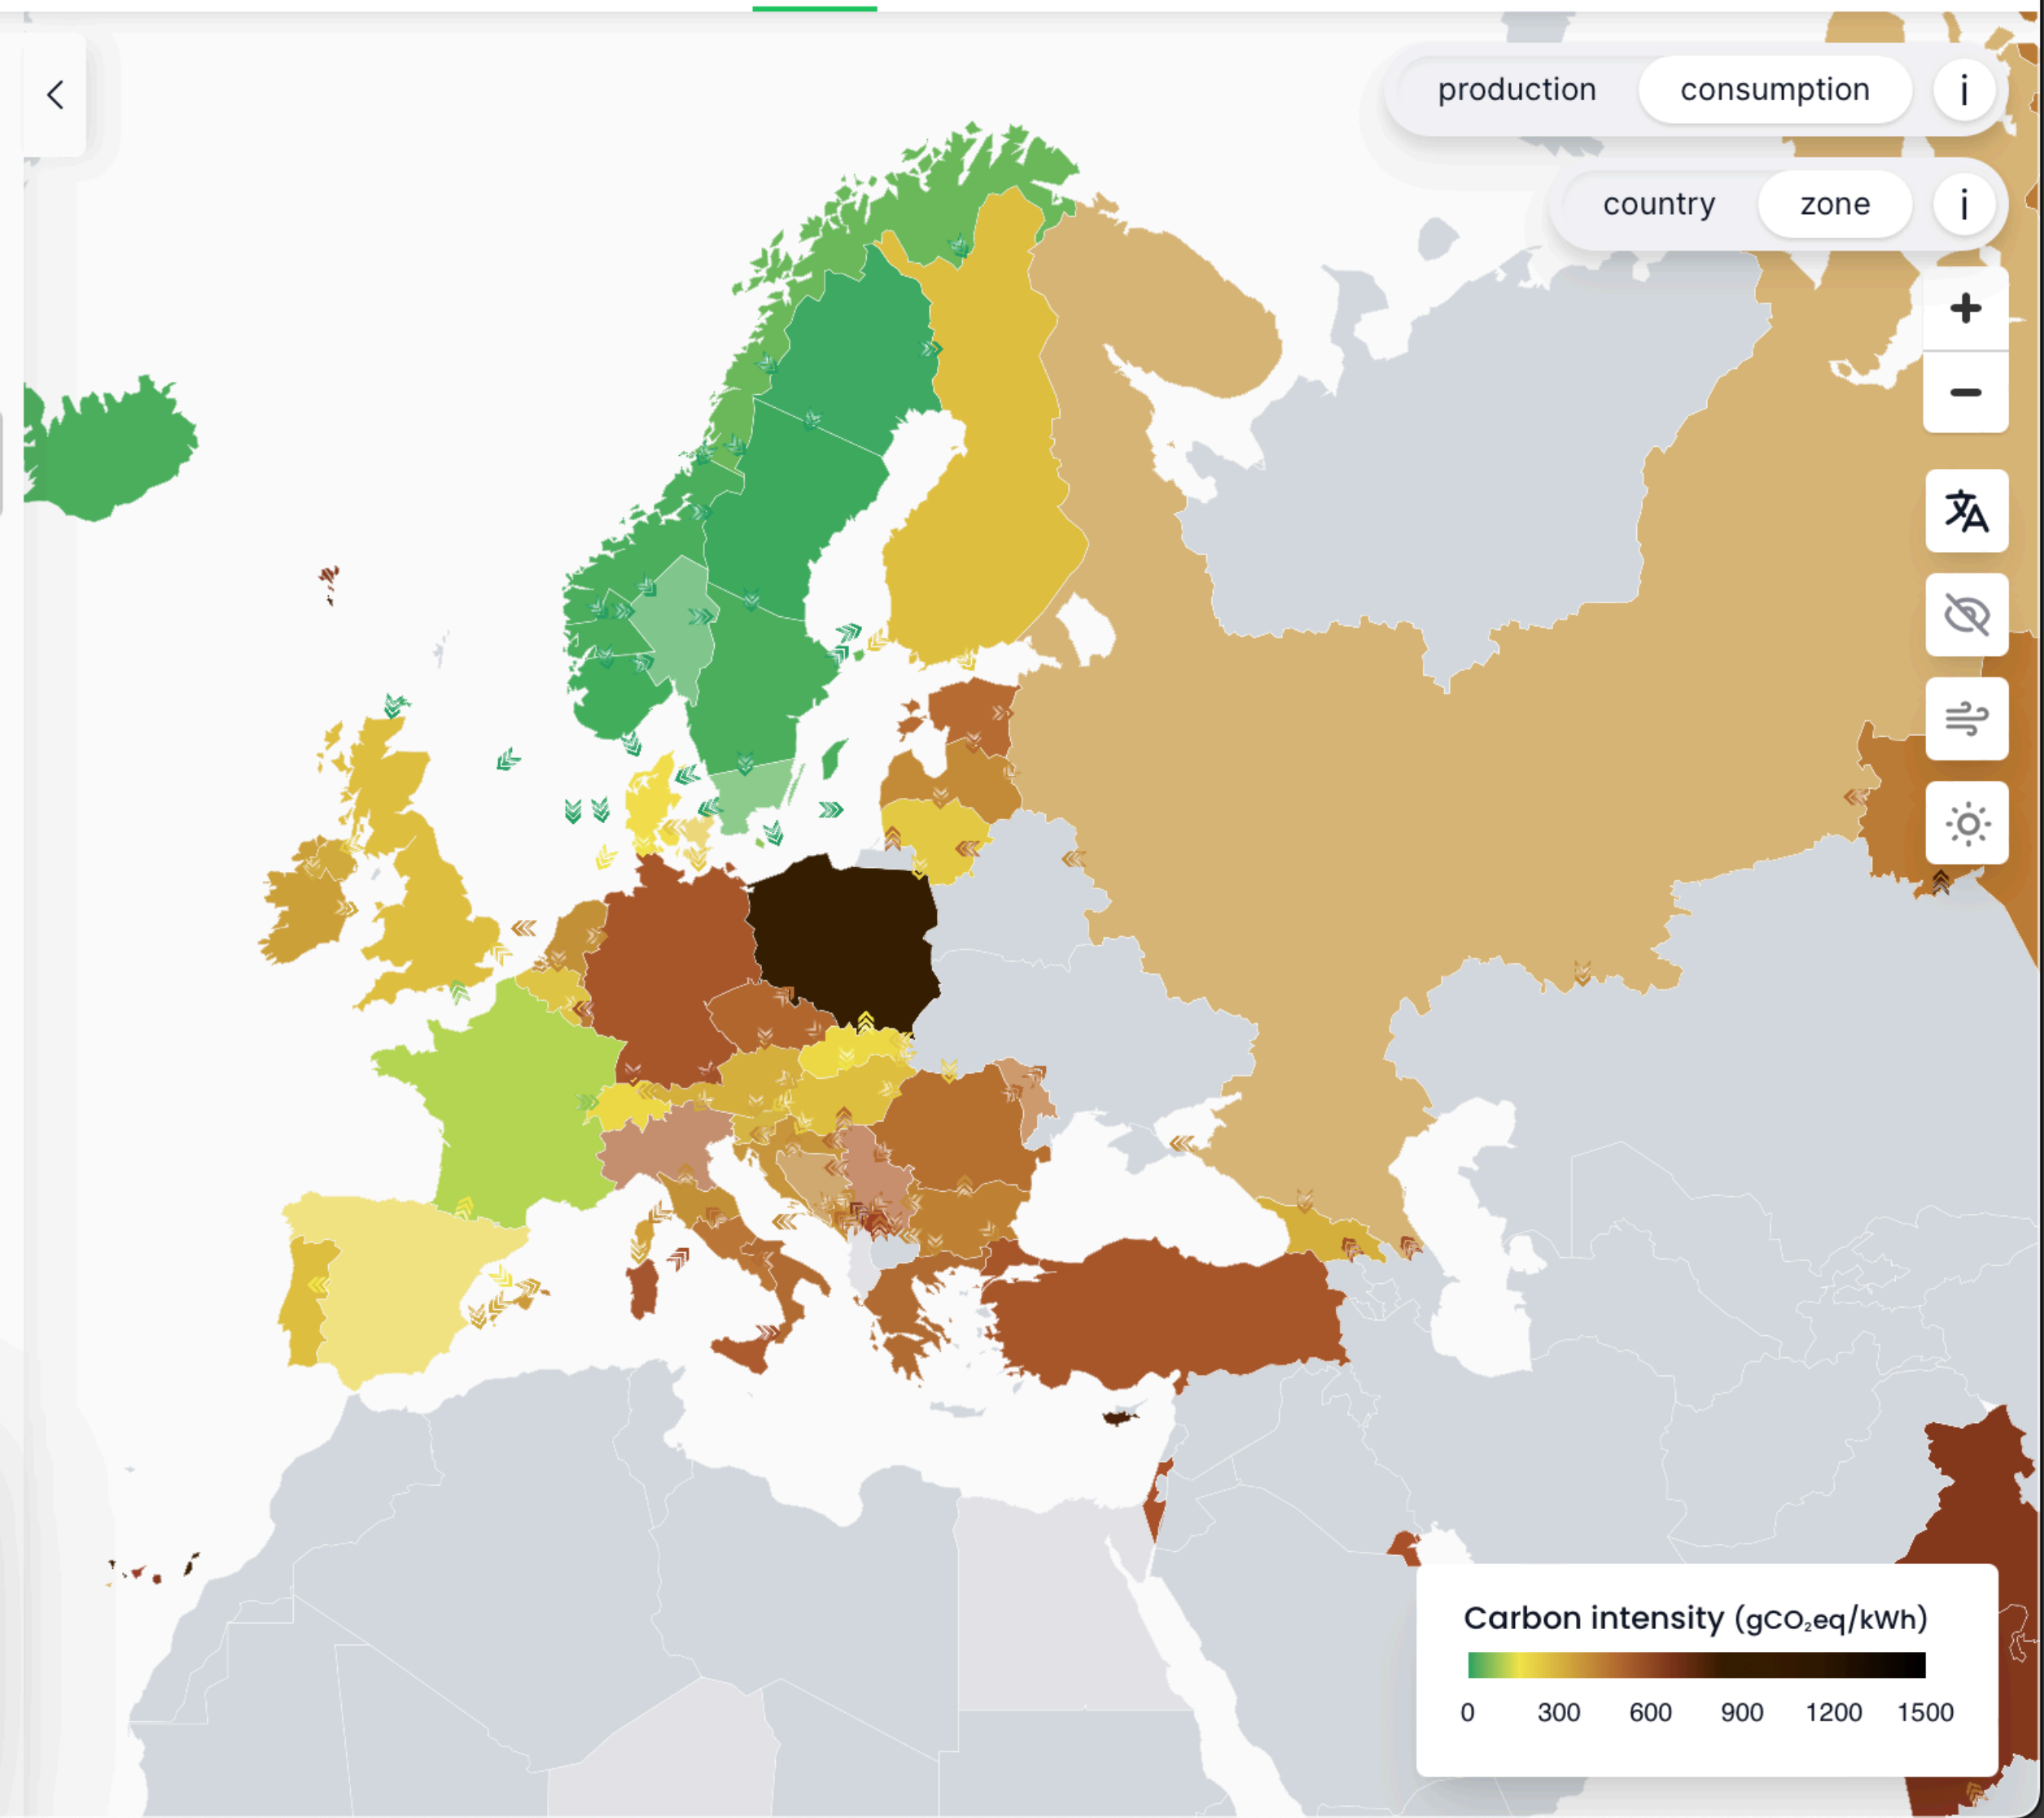 production consumption i
country zone i
Carbon intensity (gCO₂eq/kWh)
0 300 600 900 1200 1500